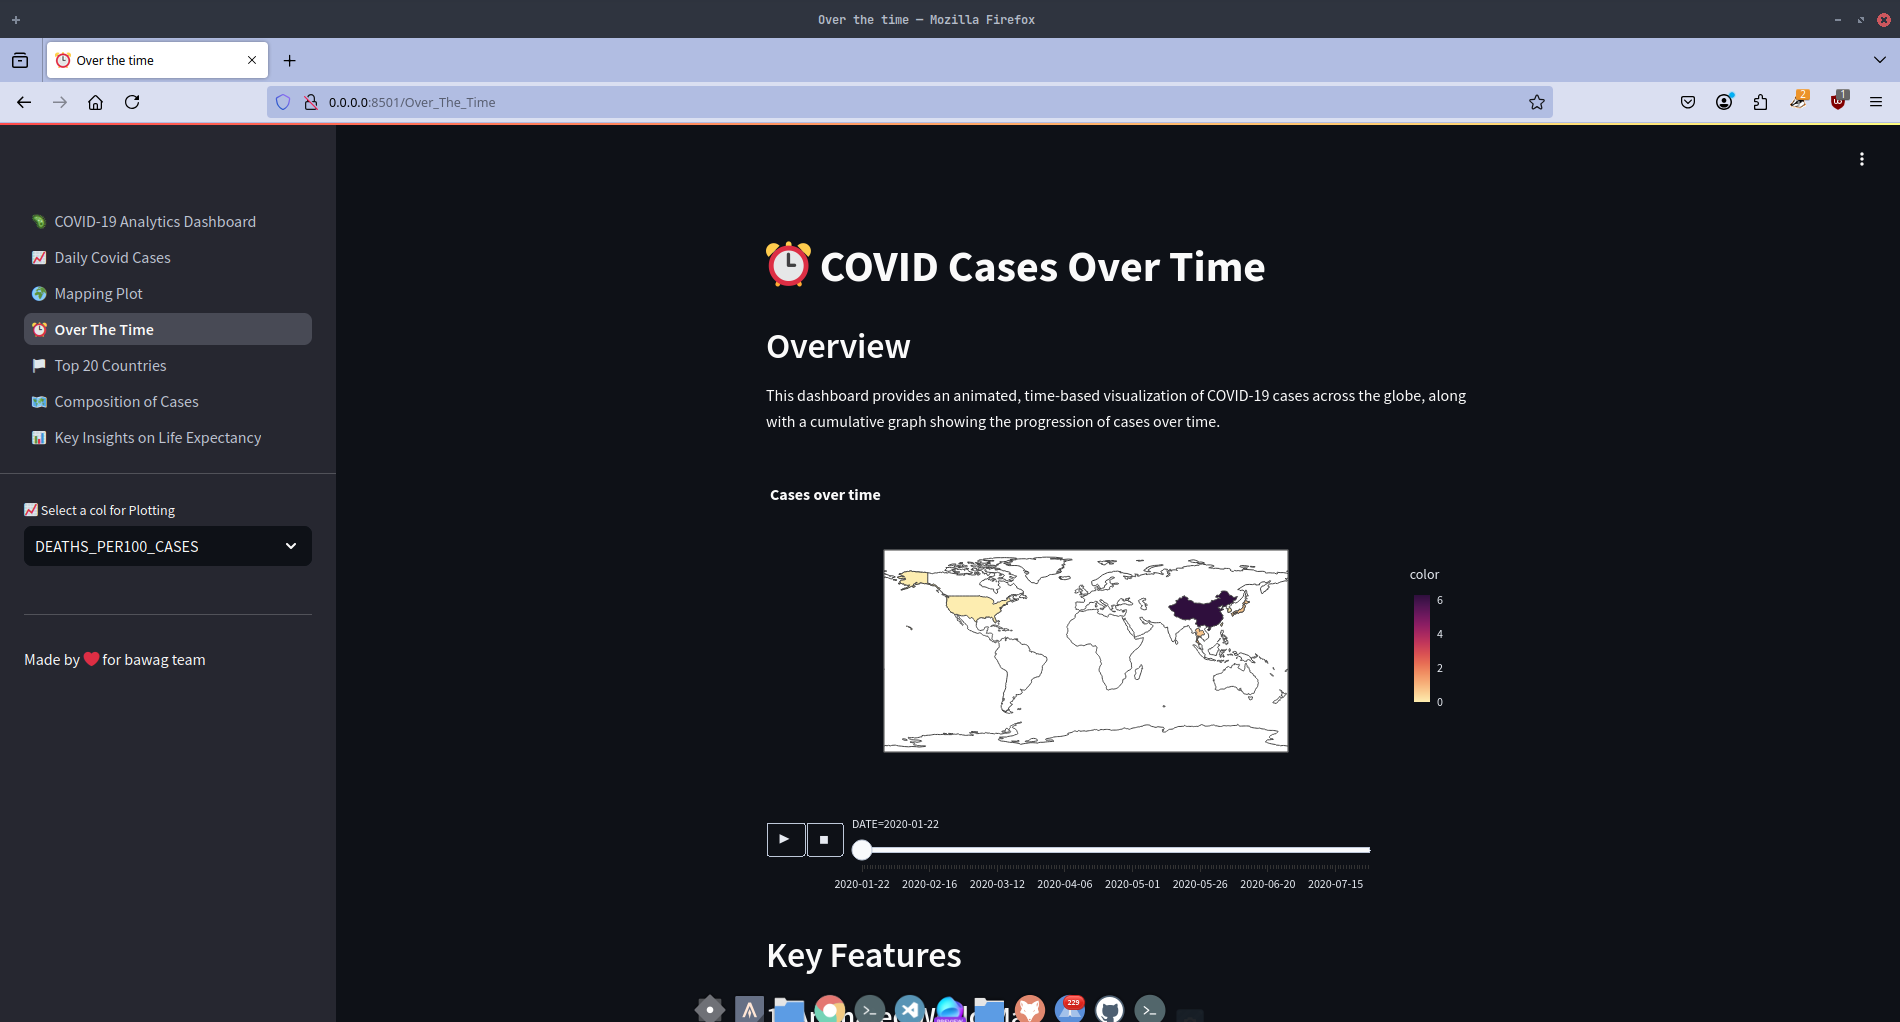 Over the time — Mozilla Firefox
Over the time
0.0.0.0:8501/Over_The_Time
2
1
COVID-19 Analytics Dashboard
Daily Covid Cases
Mapping Plot
Over The Time
Top 20 Countries
Composition of Cases
Key Insights on Life Expectancy
Select a col for Plotting
DEATHS_PER100_CASES
Made by ❤️ for bawag team
COVID Cases Over Time
Overview
This dashboard provides an animated, time-based visualization of COVID-19 cases across the globe, along
with a cumulative graph showing the progression of cases over time.
Cases over time
color
6
4
2
0
DATE=2020-01-22
2020-01-22 2020-02-16 2020-03-12 2020-04-06 2020-05-01 2020-05-26 2020-06-20 2020-07-15
Key Features
229